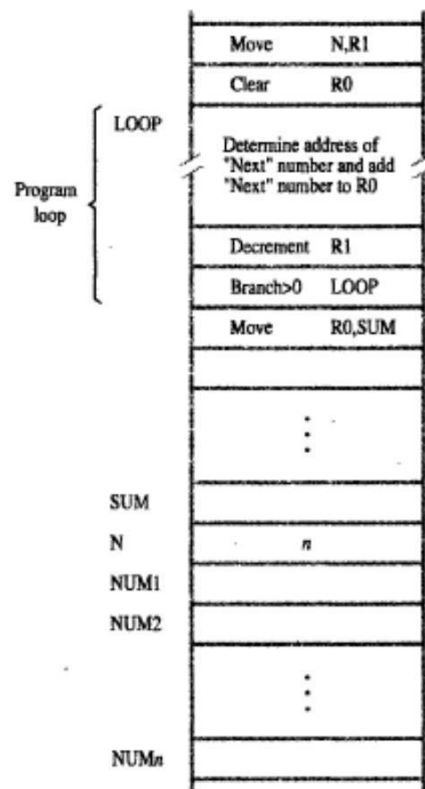 Move N,R1
Clear R0
LOOP
Determine address of
"Next" number and add
"Next" number to R0
Program
loop
Decrement R1
Branch>0 LOOP
Move R0,SUM
SUM
N n
NUM1
NUM2
NUMn